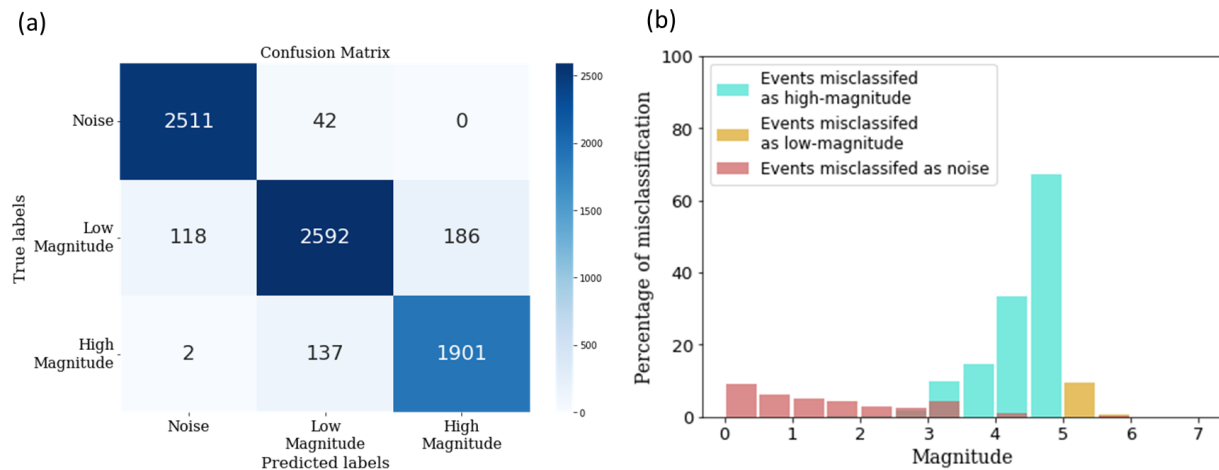 (a)
Confusion Matrix
True labels
Noise
2511
42
0
Low
Magnitude
118
2592
186
High
Magnitude
2
137
1901
Noise
Low
Magnitude
High
Magnitude
Predicted labels
2500
2000
1500
1000
500
0
(b)
Percentage of misclassification
100
80
60
40
20
0
Events misclassifed
as high-magnitude
Events misclassifed
as low-magnitude
Events misclassifed as noise
0
1
2
3
4
5
6
7
Magnitude